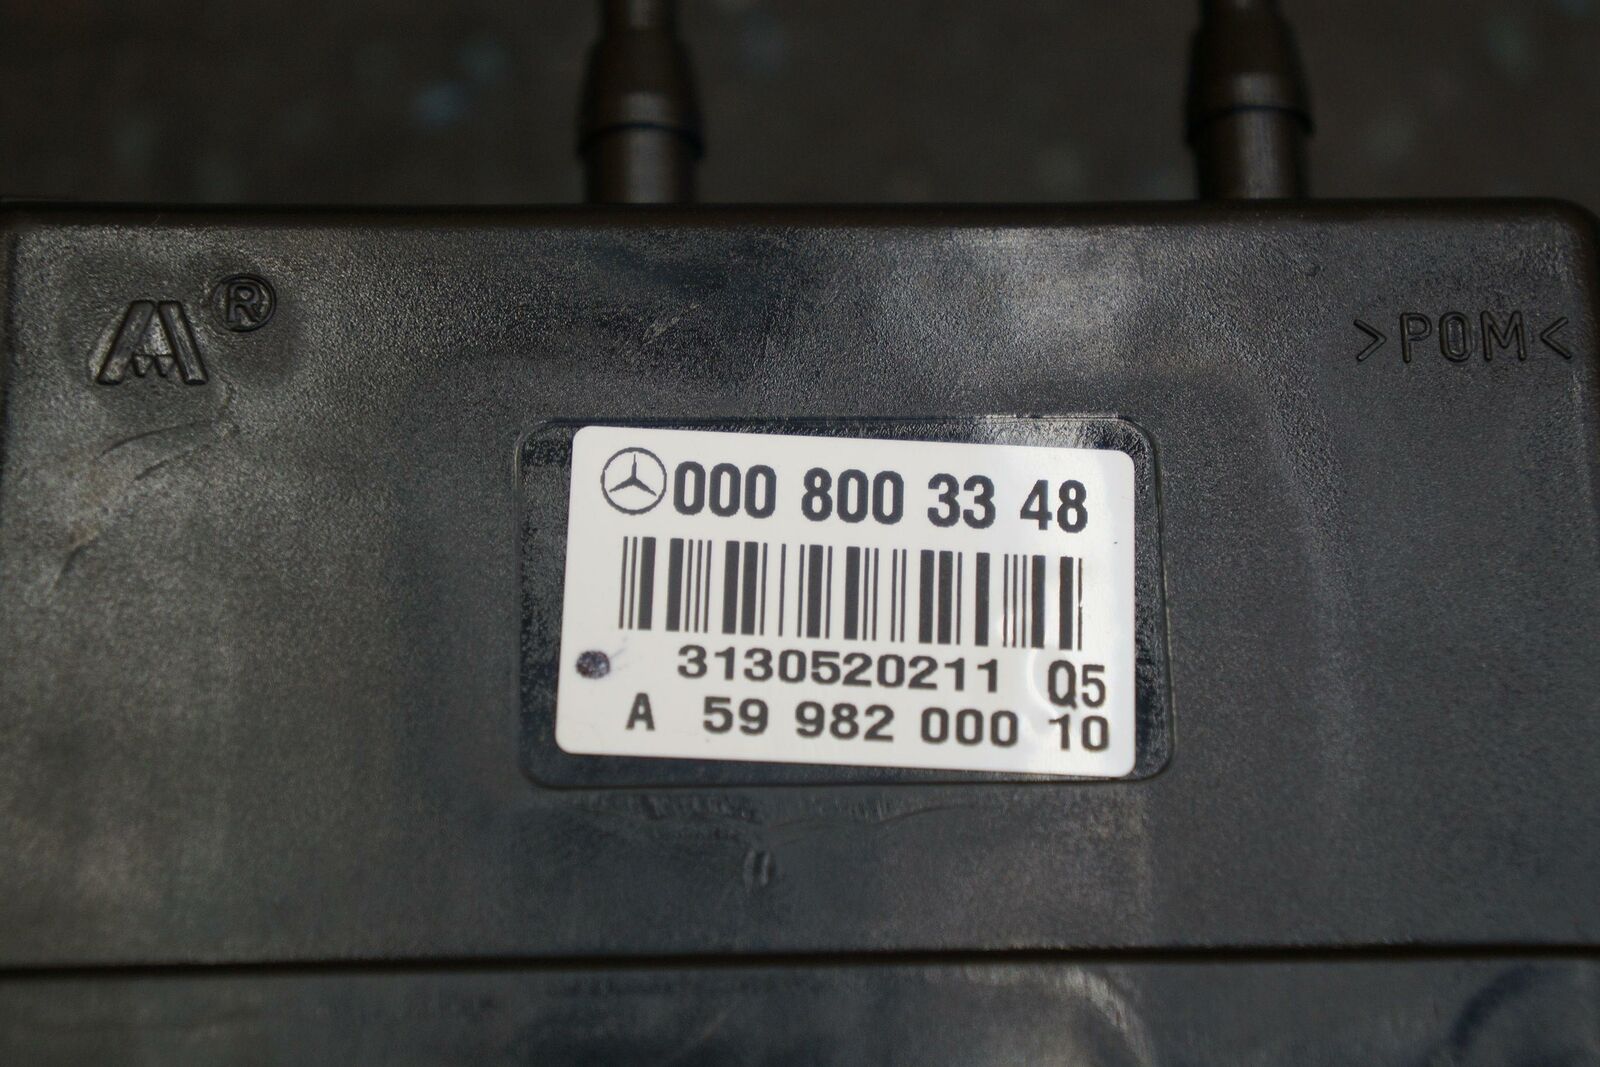 ®
>POM<
000 800 33 48
3130520211 Q5
A 59 982 000 10